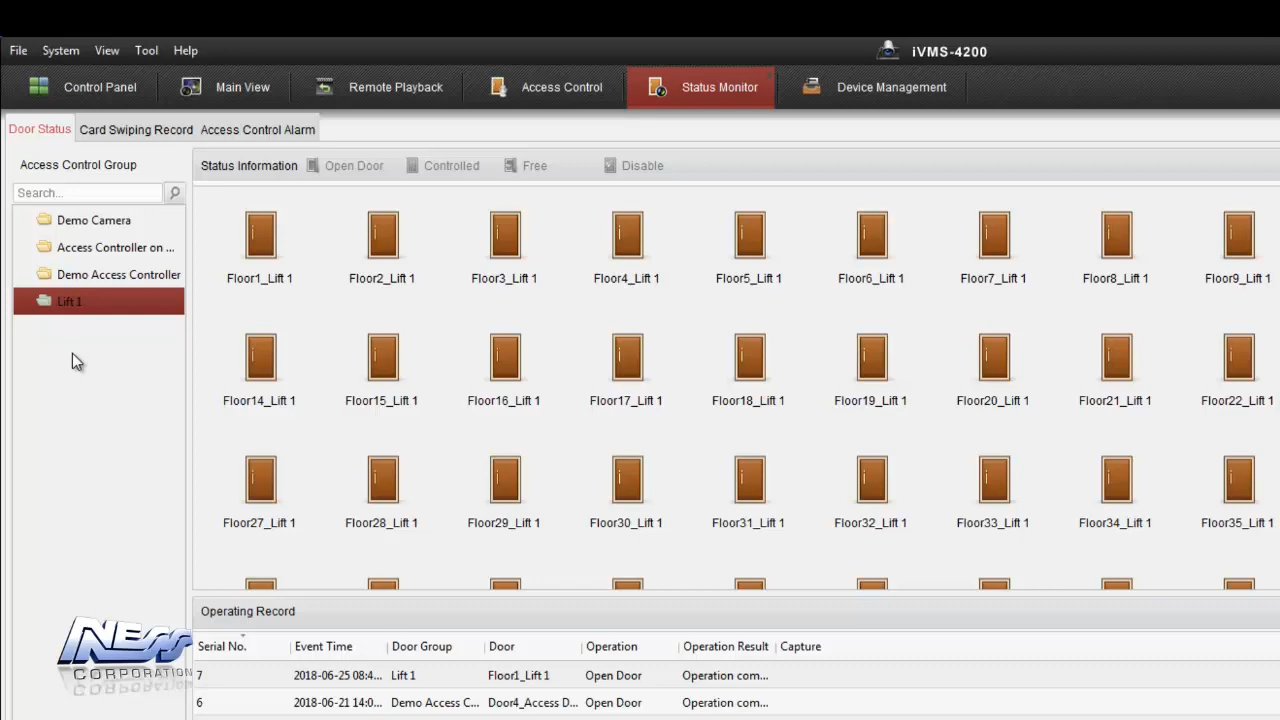 File System View Tool Help
iVMS-4200
Control Panel Main View Remote Playback Access Control Status Monitor Device Management
Door Status Card Swiping Record Access Control Alarm
Access Control Group
Status Information Open Door Controlled Free Disable
Search...
Demo Camera
Access Controller on ...
Demo Access Controller
Lift 1
Floor1_Lift 1 Floor2_Lift 1 Floor3_Lift 1 Floor4_Lift 1 Floor5_Lift 1 Floor6_Lift 1 Floor7_Lift 1 Floor8_Lift 1 Floor9_Lift 1
Floor14_Lift 1 Floor15_Lift 1 Floor16_Lift 1 Floor17_Lift 1 Floor18_Lift 1 Floor19_Lift 1 Floor20_Lift 1 Floor21_Lift 1 Floor22_Lift 1
Floor27_Lift 1 Floor28_Lift 1 Floor29_Lift 1 Floor30_Lift 1 Floor31_Lift 1 Floor32_Lift 1 Floor33_Lift 1 Floor34_Lift 1 Floor35_Lift 1
Operating Record
Serial No. Event Time Door Group Door Operation Operation Result Capture
7 2018-06-25 08:4... Lift 1 Floor1_Lift 1 Open Door Operation com...
6 2018-06-21 14:0... Demo Access C... Door4_Access D... Open Door Operation com...
NESS
CORPORATION